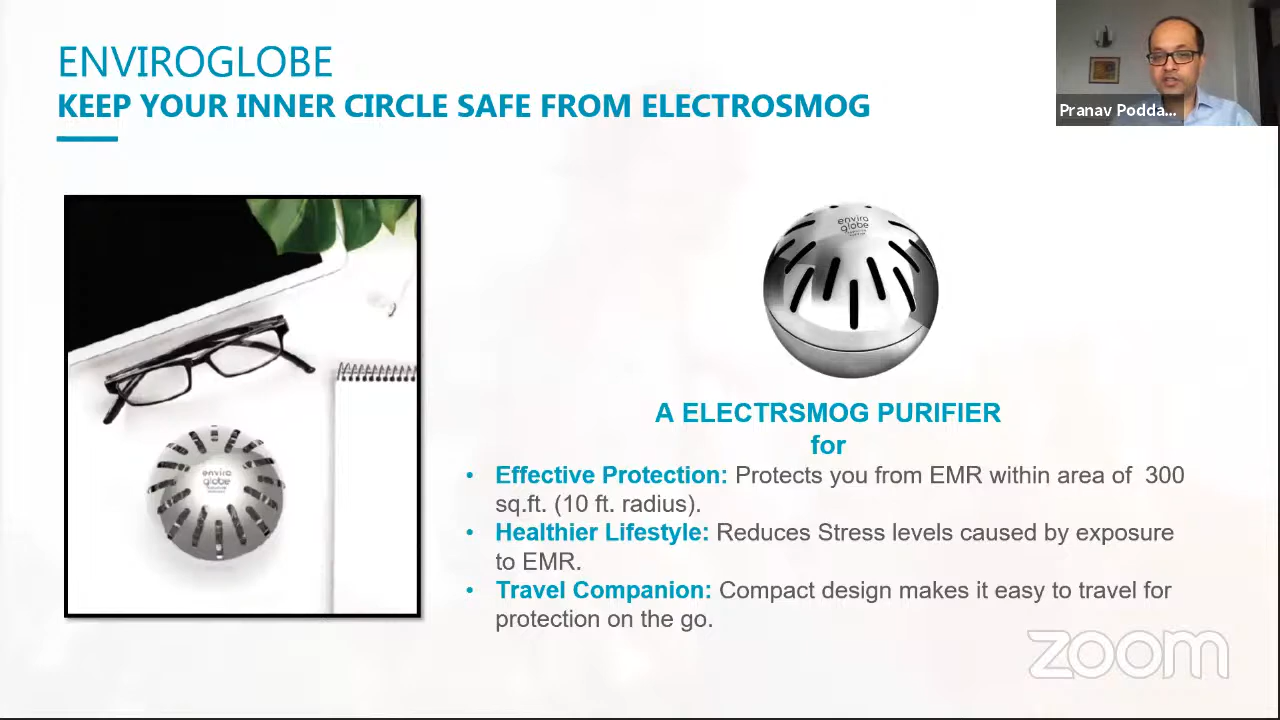 ENVIROGLOBE
KEEP YOUR INNER CIRCLE SAFE FROM ELECTROSMOG
Pranav Podda...
enviro
globe
enviro
globe
A ELECTRSMOG PURIFIER
for
• Effective Protection: Protects you from EMR within area of 300
sq.ft. (10 ft. radius).
• Healthier Lifestyle: Reduces Stress levels caused by exposure
to EMR.
• Travel Companion: Compact design makes it easy to travel for
protection on the go.
zoom